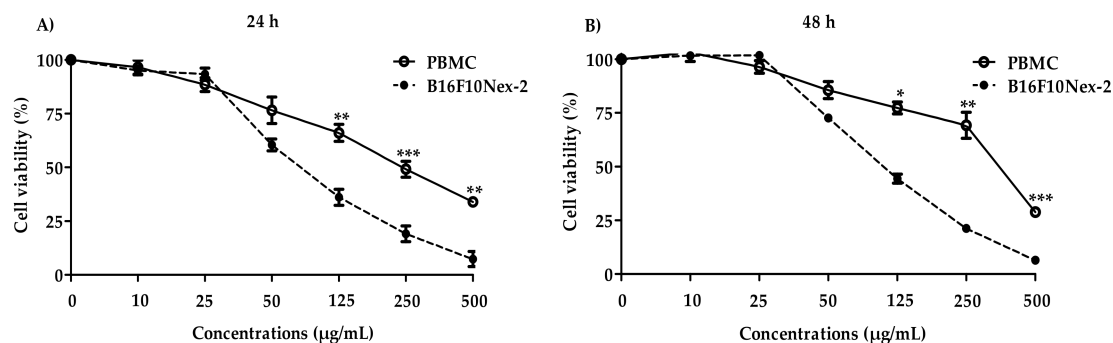 A)
24 h
Cell viability (%)
100
75
50
25
0
PBMC
B16F10Nex-2
**
***
**
0 10 25 50 125 250 500
Concentrations (µg/mL)
B)
48 h
Cell viability (%)
100
75
50
25
0
PBMC
B16F10Nex-2
*
**
***
0 10 25 50 125 250 500
Concentrations (µg/mL)